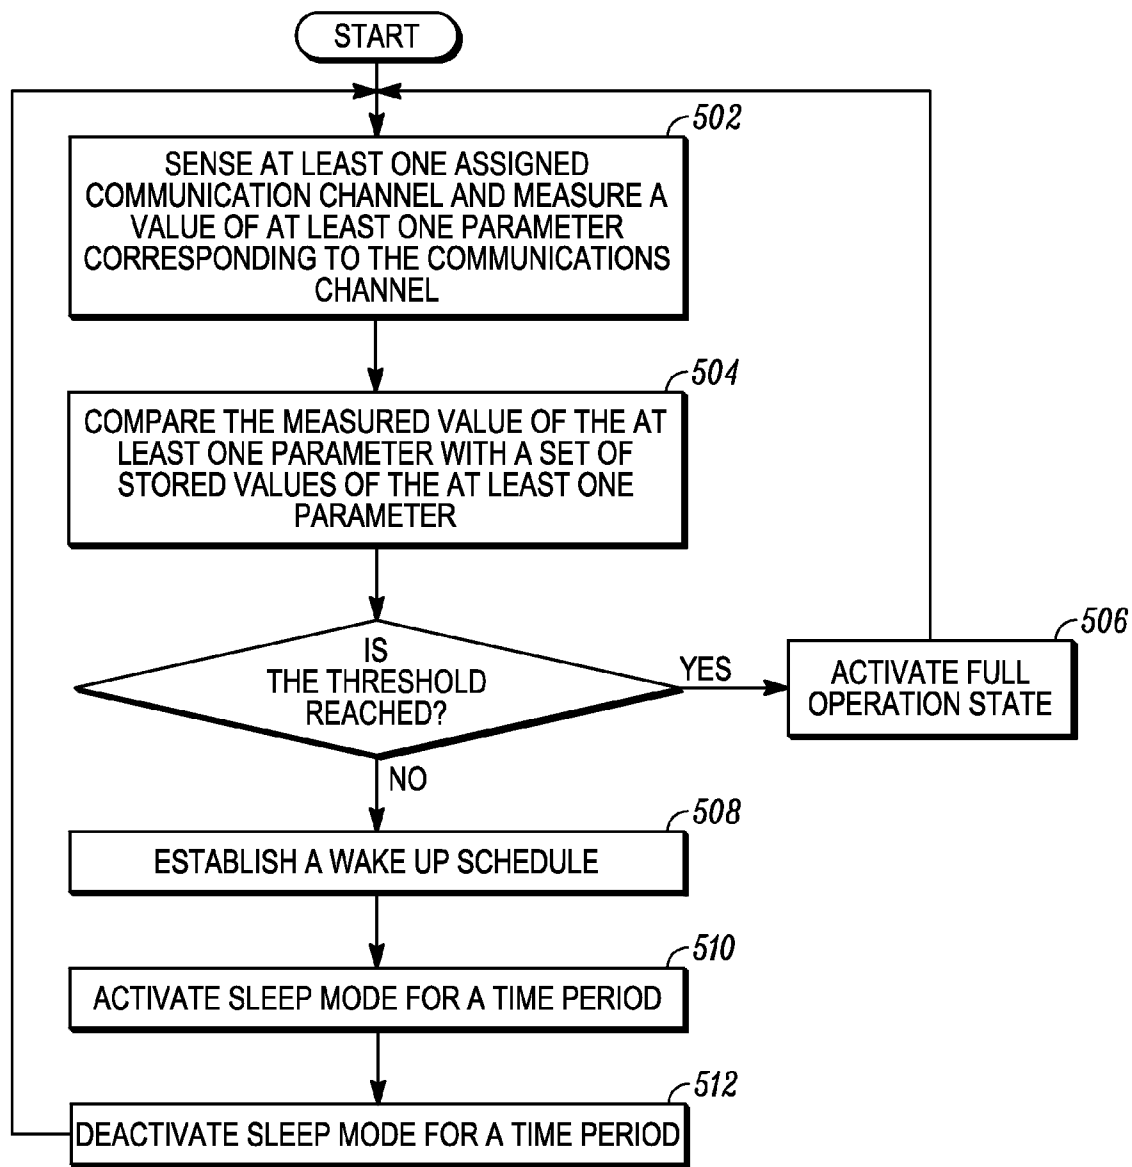 START
502
SENSE AT LEAST ONE ASSIGNED
COMMUNICATION CHANNEL AND MEASURE A
VALUE OF AT LEAST ONE PARAMETER
CORRESPONDING TO THE COMMUNICATIONS
CHANNEL
504
COMPARE THE MEASURED VALUE OF THE AT
LEAST ONE PARAMETER WITH A SET OF
STORED VALUES OF THE AT LEAST ONE
PARAMETER
IS
THE THRESHOLD
REACHED?
YES
506
ACTIVATE FULL
OPERATION STATE
NO
508
ESTABLISH A WAKE UP SCHEDULE
510
ACTIVATE SLEEP MODE FOR A TIME PERIOD
512
DEACTIVATE SLEEP MODE FOR A TIME PERIOD